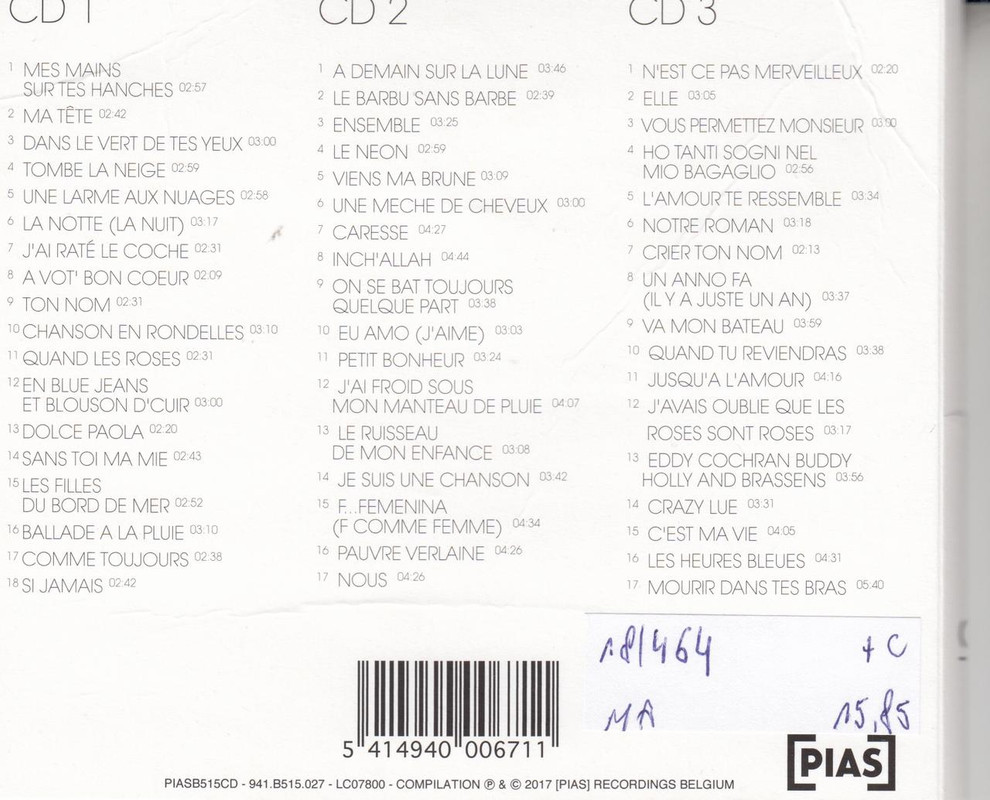 CD 1
1 MES MAINS
SUR TES HANCHES 02:57
2 MA TÊTE 02:42
3 DANS LE VERT DE TES YEUX 03:00
4 TOMBE LA NEIGE 02:59
5 UNE LARME AUX NUAGES 02:58
6 LA NOTTE (LA NUIT) 03:17
7 J'AI RATÉ LE COCHE 02:31
8 A VOT' BON COEUR 02:09
9 TON NOM 02:31
10 CHANSON EN RONDELLES 03:10
11 QUAND LES ROSES 02:31
12 EN BLUE JEANS
ET BLOUSON D'CUIR 03:00
13 DOLCE PAOLA 02:20
14 SANS TOI MA MIE 02:43
15 LES FILLES
DU BORD DE MER 02:52
16 BALLADE A LA PLUIE 03:10
17 COMME TOUJOURS 02:38
18 SI JAMAIS 02:42
CD 2
1 A DEMAIN SUR LA LUNE 03:46
2 LE BARBU SANS BARBE 02:39
3 ENSEMBLE 03:25
4 LE NEON 02:59
5 VIENS MA BRUNE 03:09
6 UNE MECHE DE CHEVEUX 03:00
7 CARESSE 04:27
8 INCH'ALLAH 04:44
9 ON SE BAT TOUJOURS
QUELQUE PART 03:38
10 EU AMO (J'AIME) 03:03
11 PETIT BONHEUR 03:24
12 J'AI FROID SOUS
MON MANTEAU DE PLUIE 04:07
13 LE RUISSEAU
DE MON ENFANCE 03:08
14 JE SUIS UNE CHANSON 03:42
15 F...FEMENINA
(F COMME FEMME) 04:34
16 PAUVRE VERLAINE 04:26
17 NOUS 04:26
CD 3
1 N'EST CE PAS MERVEILLEUX 02:20
2 ELLE 03:05
3 VOUS PERMETTEZ MONSIEUR 03:00
4 HO TANTI SOGNI NEL
MIO BAGAGLIO 02:56
5 L'AMOUR TE RESSEMBLE 03:34
6 NOTRE ROMAN 03:18
7 CRIER TON NOM 02:13
8 UN ANNO FA
(IL Y A JUSTE UN AN) 03:37
9 VA MON BATEAU 03:59
10 QUAND TU REVIENDRAS 03:38
11 JUSQU'A L'AMOUR 04:16
12 J'AVAIS OUBLIE QUE LES
ROSES SONT ROSES 03:17
13 EDDY COCHRAN BUDDY
HOLLY AND BRASSENS 03:56
14 CRAZY LUE 03:31
15 C'EST MA VIE 04:05
16 LES HEURES BLEUES 04:31
17 MOURIR DANS TES BRAS 05:40
18/464 + C
MA 15,85
5 414940 006711
[PIAS]
PIASB515CD - 941.B515.027 - LC07800 - COMPILATION ℗ & © 2017 [PIAS] RECORDINGS BELGIUM